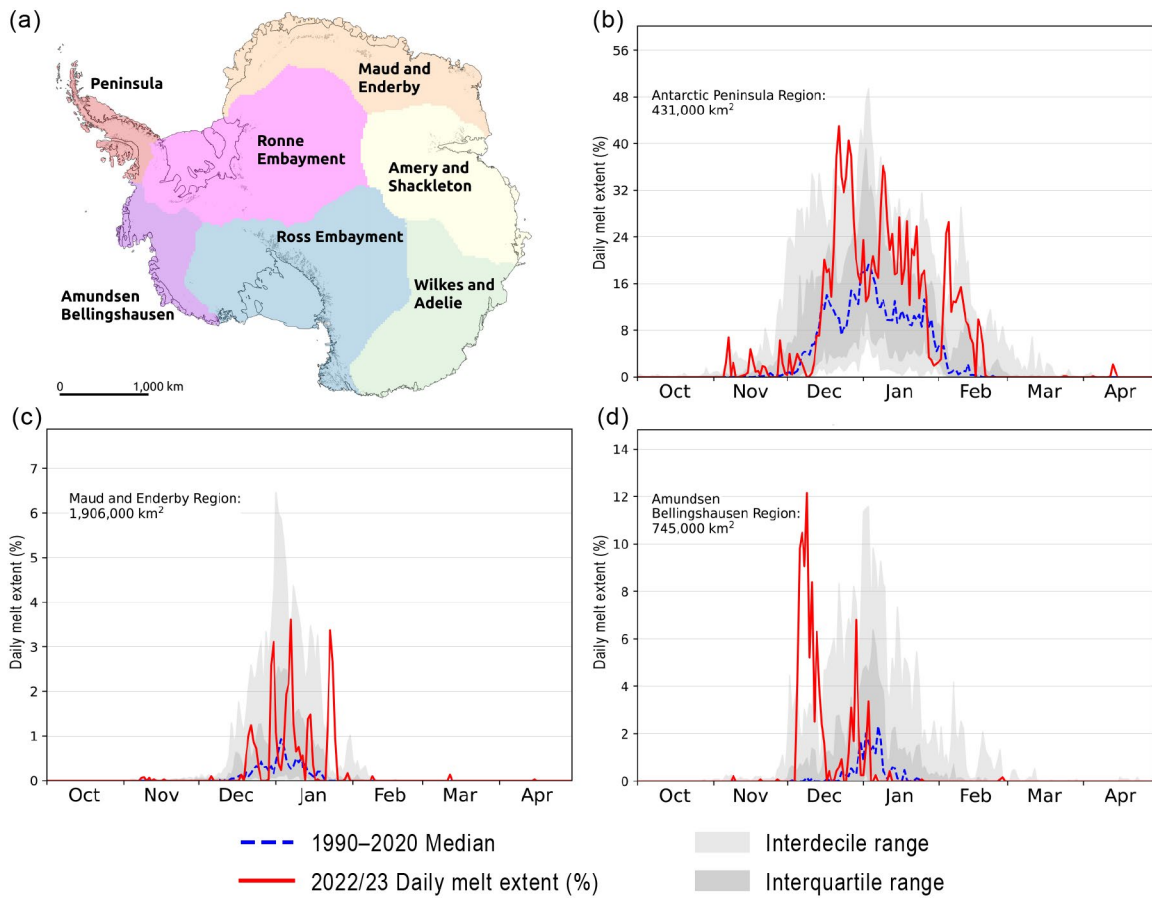 (a)
Peninsula
Maud and
Enderby
Ronne
Embayment
Amery and
Shackleton
Ross Embayment
Amundsen
Bellingshausen
Wilkes and
Adelie
0 1,000 km
(b)
Daily melt extent (%)
56
48
40
32
24
16
8
0
Antarctic Peninsula Region:
431,000 km²
Oct Nov Dec Jan Feb Mar Apr
(c)
Daily melt extent (%)
7
6
5
4
3
2
1
0
Maud and Enderby Region:
1,906,000 km²
Oct Nov Dec Jan Feb Mar Apr
(d)
Daily melt extent (%)
14
12
10
8
6
4
2
0
Amundsen
Bellingshausen Region:
745,000 km²
Oct Nov Dec Jan Feb Mar Apr
1990–2020 Median
2022/23 Daily melt extent (%)
Interdecile range
Interquartile range